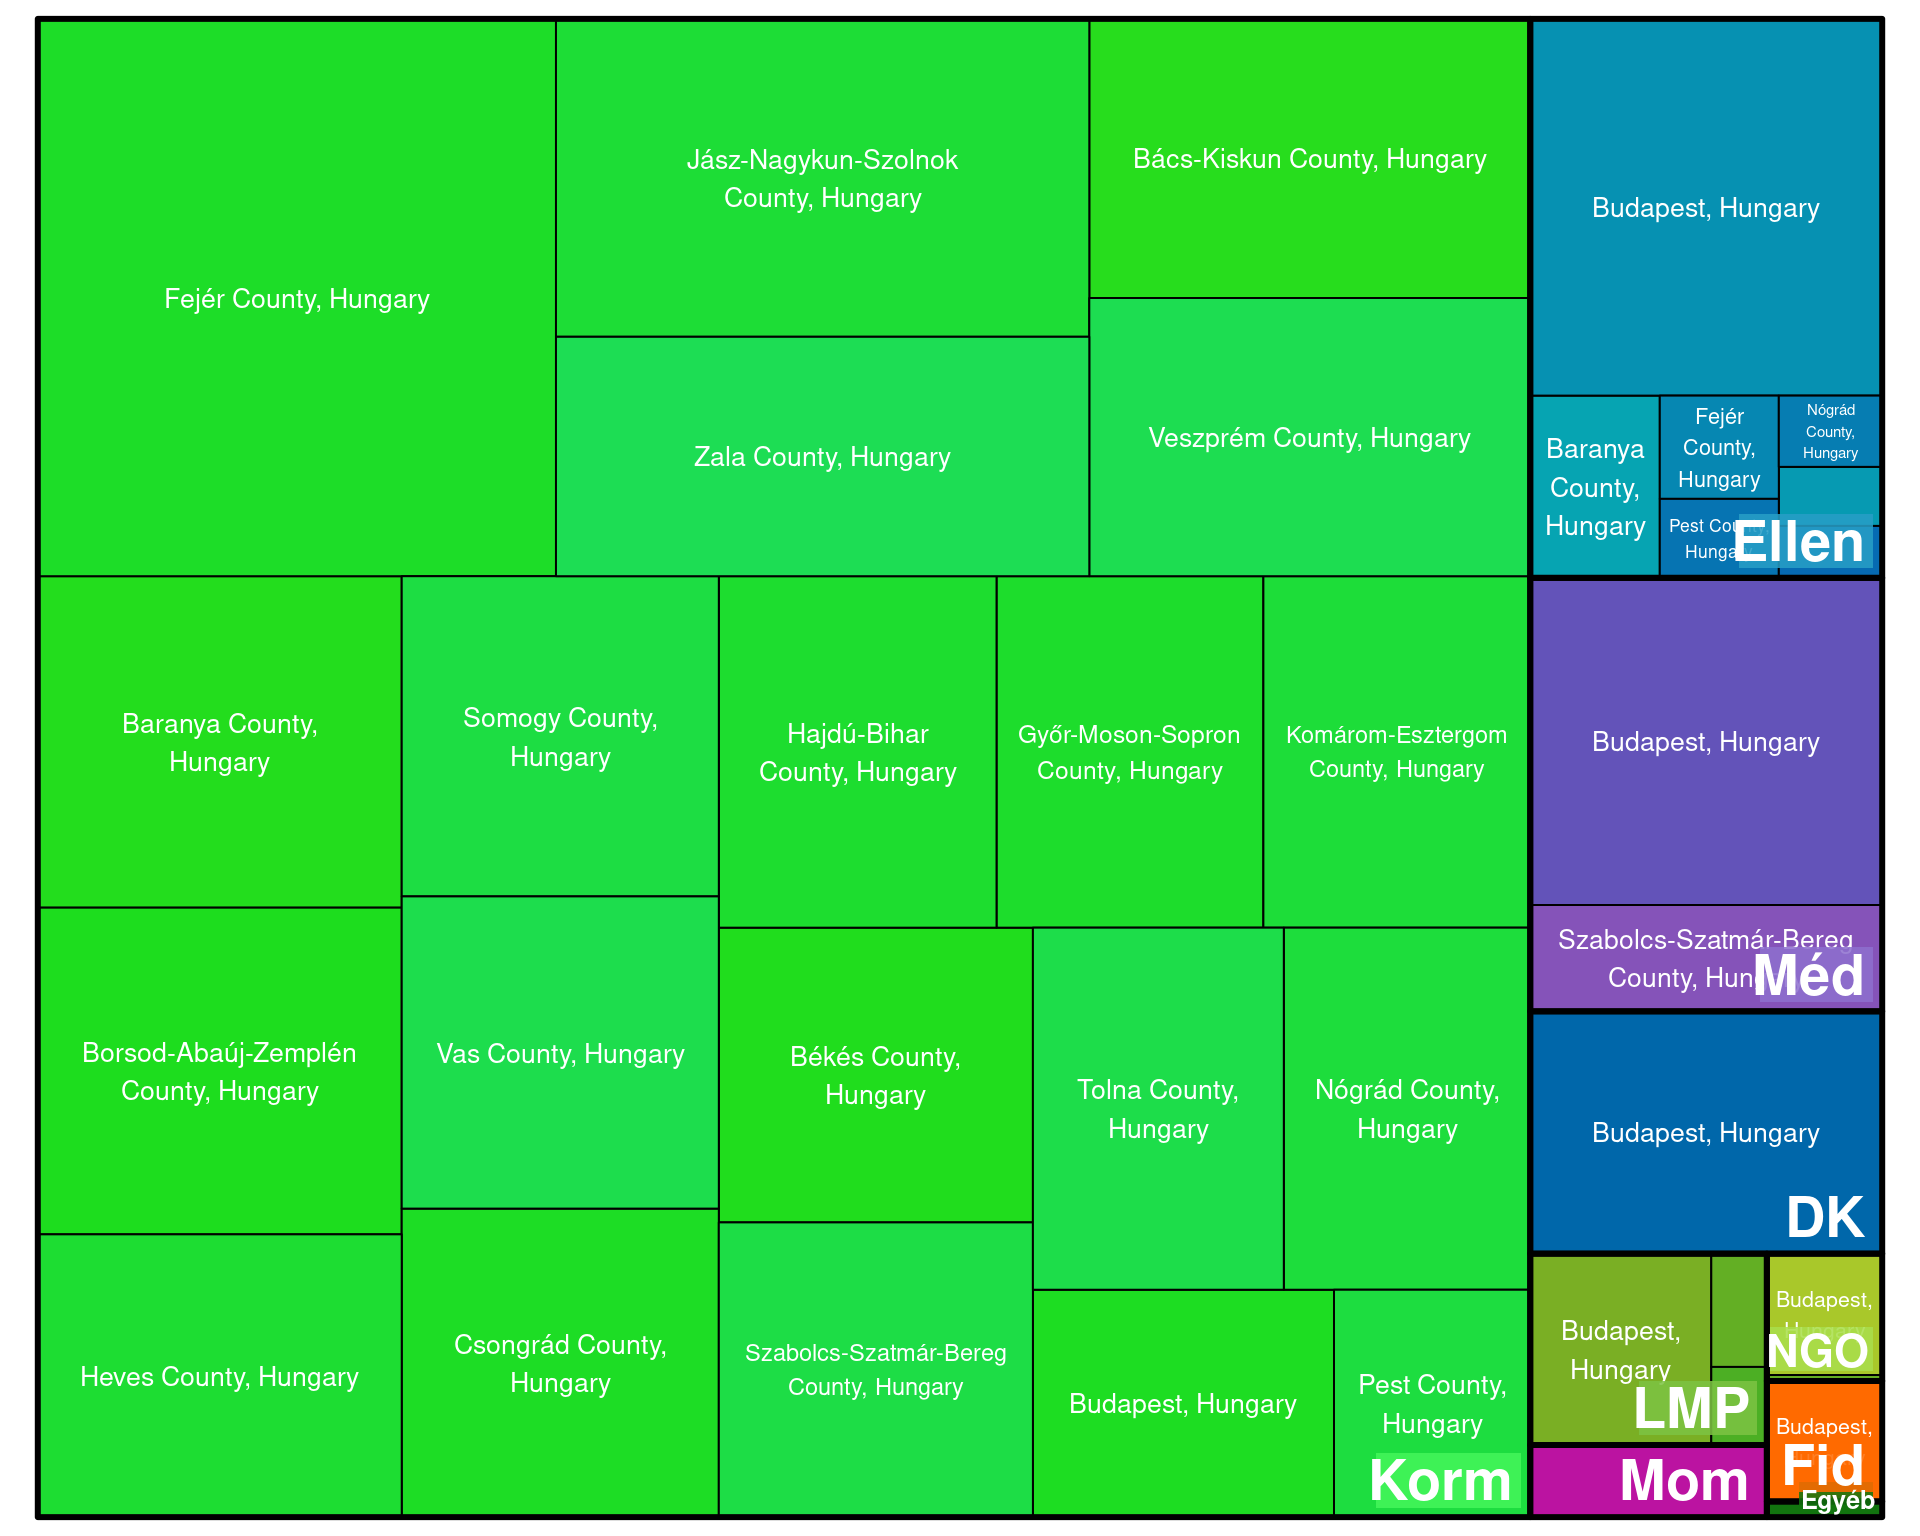 Fejér County, Hungary
Jász-Nagykun-Szolnok
County, Hungary
Bács-Kiskun County, Hungary
Zala County, Hungary
Veszprém County, Hungary
Baranya County,
Hungary
Somogy County,
Hungary
Hajdú-Bihar
County, Hungary
Győr-Moson-Sopron
County, Hungary
Komárom-Esztergom
County, Hungary
Borsod-Abaúj-Zemplén
County, Hungary
Vas County, Hungary
Békés County,
Hungary
Tolna County,
Hungary
Nógrád County,
Hungary
Heves County, Hungary
Csongrád County,
Hungary
Szabolcs-Szatmár-Bereg
County, Hungary
Budapest, Hungary
Pest County,
Hungary
Korm
Budapest, Hungary
Baranya
County,
Hungary
Fejér
County,
Hungary
Nógrád
County,
Hungary
Pest County,
Hungary
Ellen
Budapest, Hungary
Szabolcs-Szatmár-Bereg
County, Hungary
Méd
Budapest, Hungary
DK
Budapest,
Hungary
LMP
Budapest,
Hungary
NGO
Mom
Budapest,
Fid
Egyéb